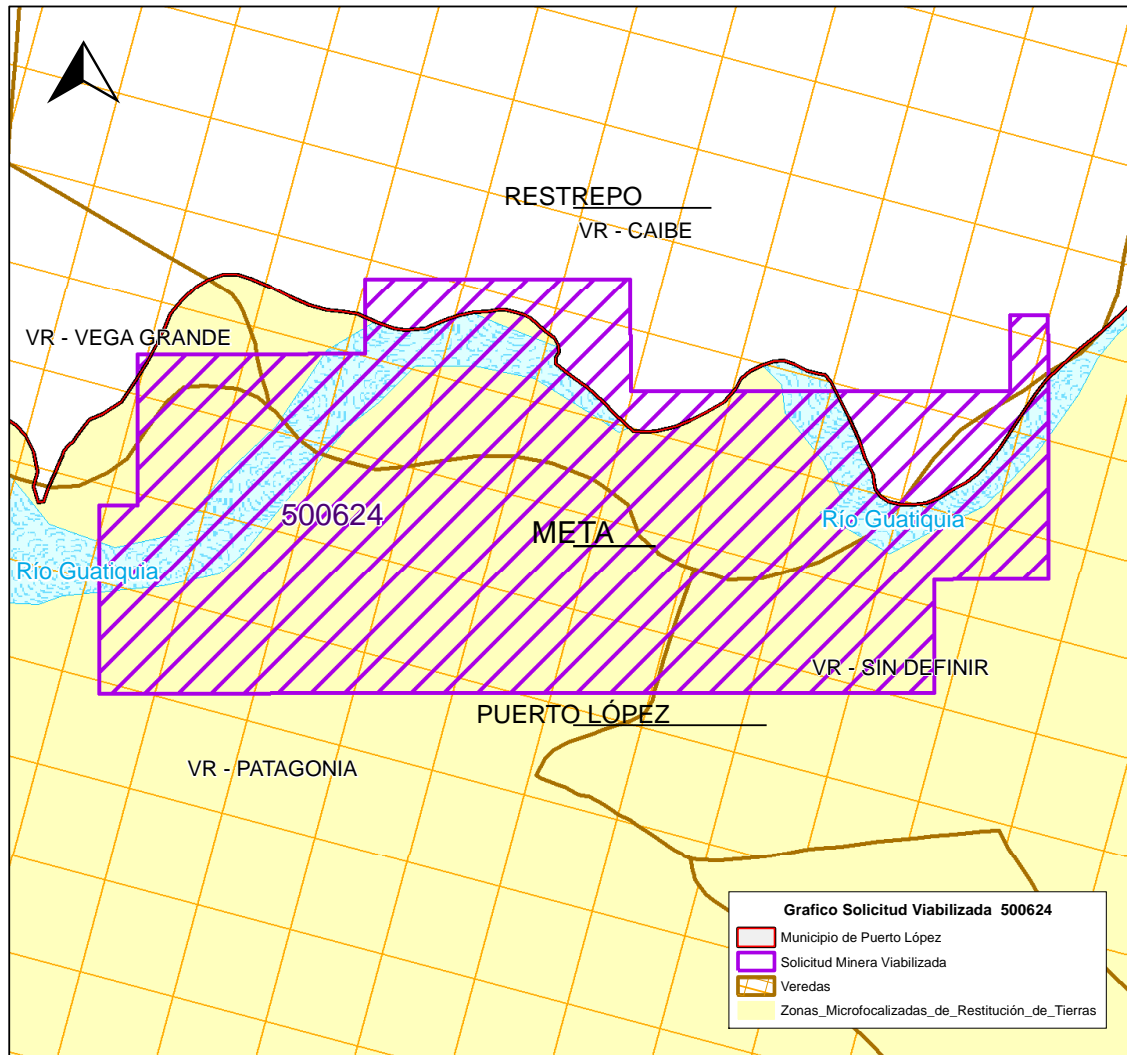 RESTREPO
VR - CAIBE
VR - VEGA GRANDE
500624
META
Río Guatiquia
Río Guatiquia
VR - SIN DEFINIR
PUERTO LÓPEZ
VR - PATAGONIA
Grafico Solicitud Viabilizada 500624
Municipio de Puerto López
Solicitud Minera Viabilizada
Veredas
Zonas_Microfocalizadas_de_Restitución_de_Tierras